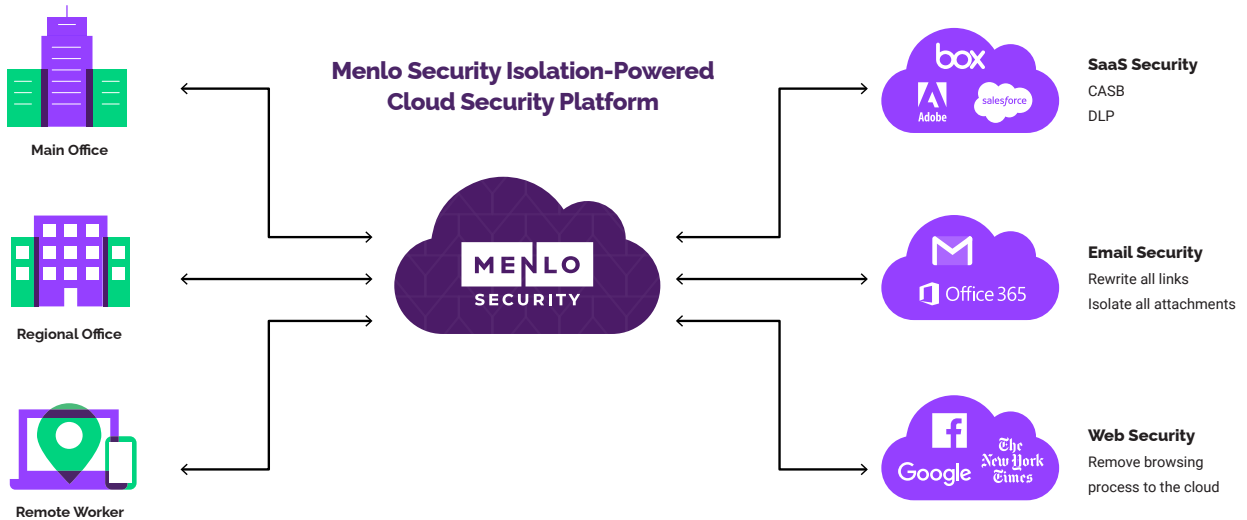 Menlo Security Isolation-Powered
Cloud Security Platform
Main Office
Regional Office
Remote Worker
MENLO
SECURITY
box
Adobe
salesforce
SaaS Security
CASB
DLP
Office 365
Email Security
Rewrite all links
Isolate all attachments
Google
The
New York
Times
Web Security
Remove browsing
process to the cloud